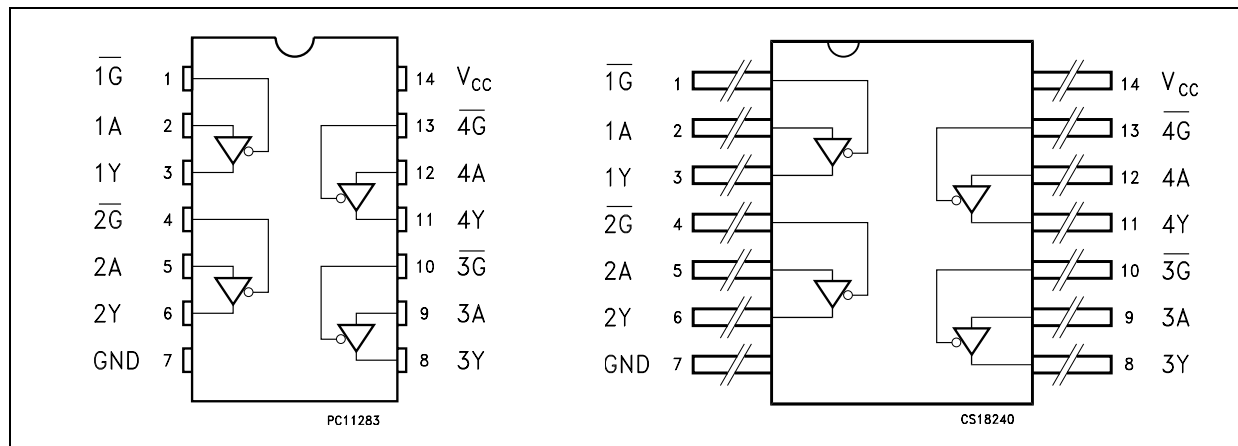 1G̅ 1 14 VCC
1A 2 13 4G̅
1Y 3 12 4A
2G̅ 4 11 4Y
2A 5 10 3G̅
2Y 6 9 3A
GND 7 8 3Y
PC11283
1G̅ 1 14 VCC
1A 2 13 4G̅
1Y 3 12 4A
2G̅ 4 11 4Y
2A 5 10 3G̅
2Y 6 9 3A
GND 7 8 3Y
CS18240